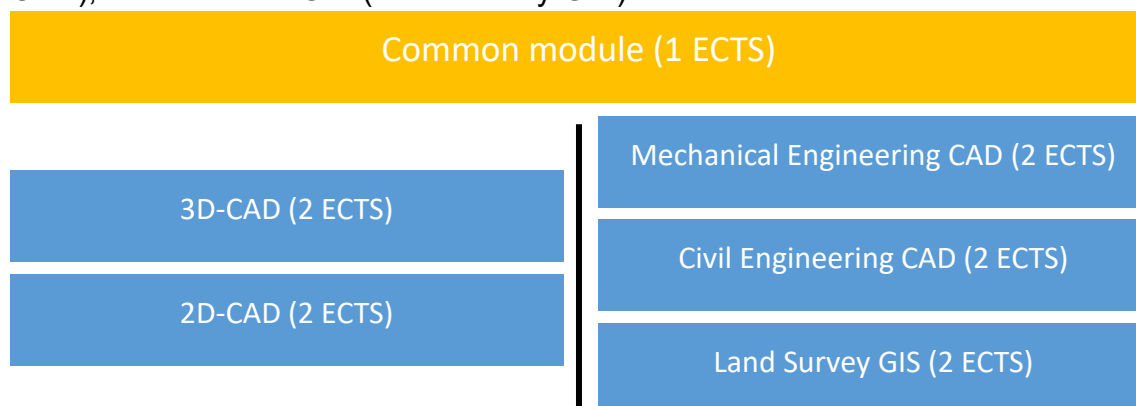 Common module (1 ECTS)
3D-CAD (2 ECTS)
2D-CAD (2 ECTS)
Mechanical Engineering CAD (2 ECTS)
Civil Engineering CAD (2 ECTS)
Land Survey GIS (2 ECTS)